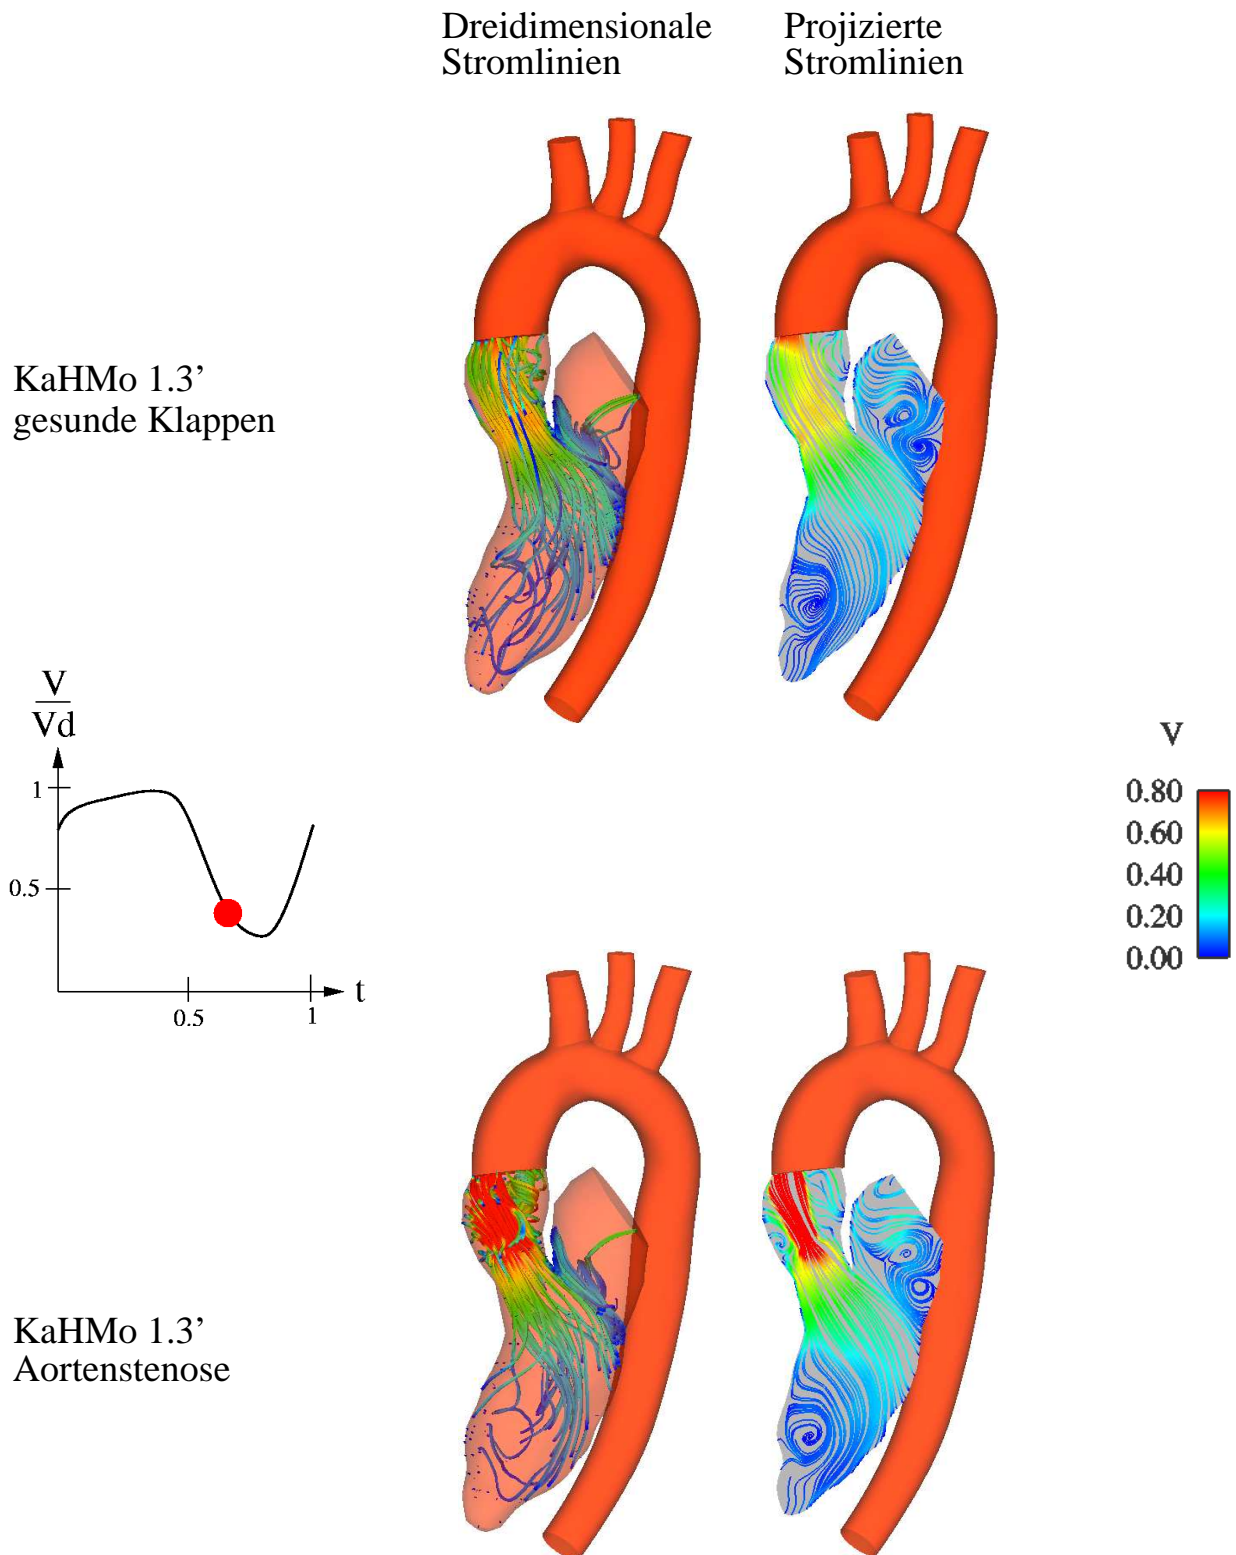 Dreidimensionale
Stromlinien
Projizierte
Stromlinien
KaHMo 1.3’
gesunde Klappen
V
Vd
1
0.5
0.5
1
t
V
0.80
0.60
0.40
0.20
0.00
KaHMo 1.3’
Aortenstenose